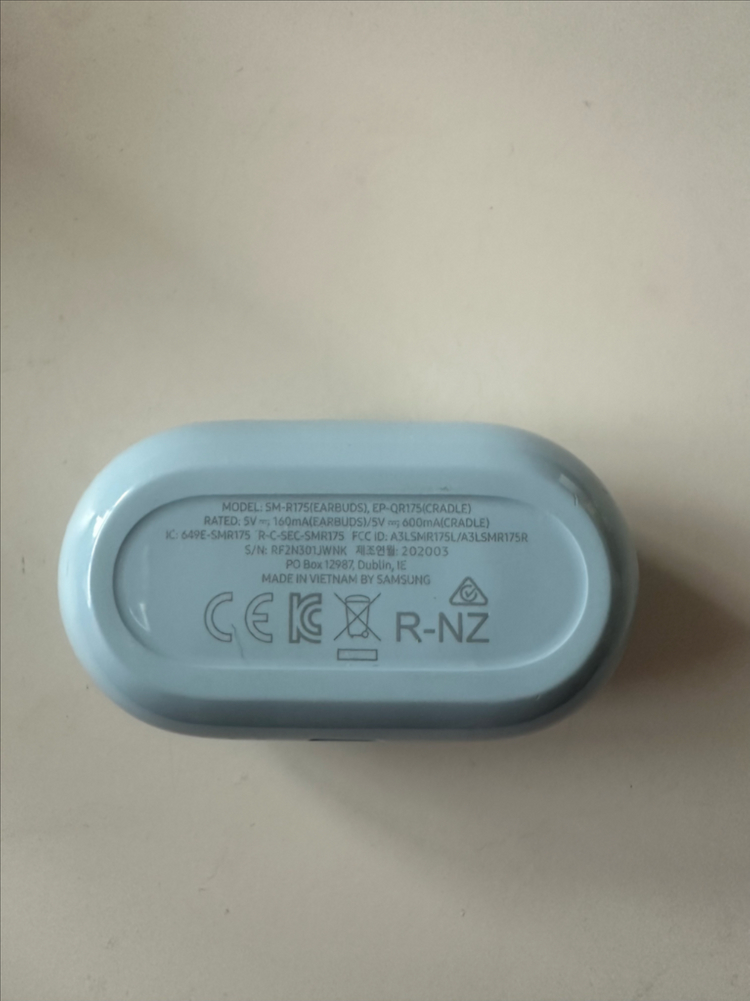 MODEL: SM-R175(EARBUDS), EP-QR175(CRADLE)
RATED: 5V ⎓ 160mA(EARBUDS)/5V ⎓ 600mA(CRADLE)
IC: 649E-SMR175 R-C-SEC-SMR175 FCC ID: A3LSMR175L/A3LSMR175R
S/N: RF2N301JWNK 제조연월: 202003
PO Box 12987, Dublin, IE
MADE IN VIETNAM BY SAMSUNG
CE KC R-NZ